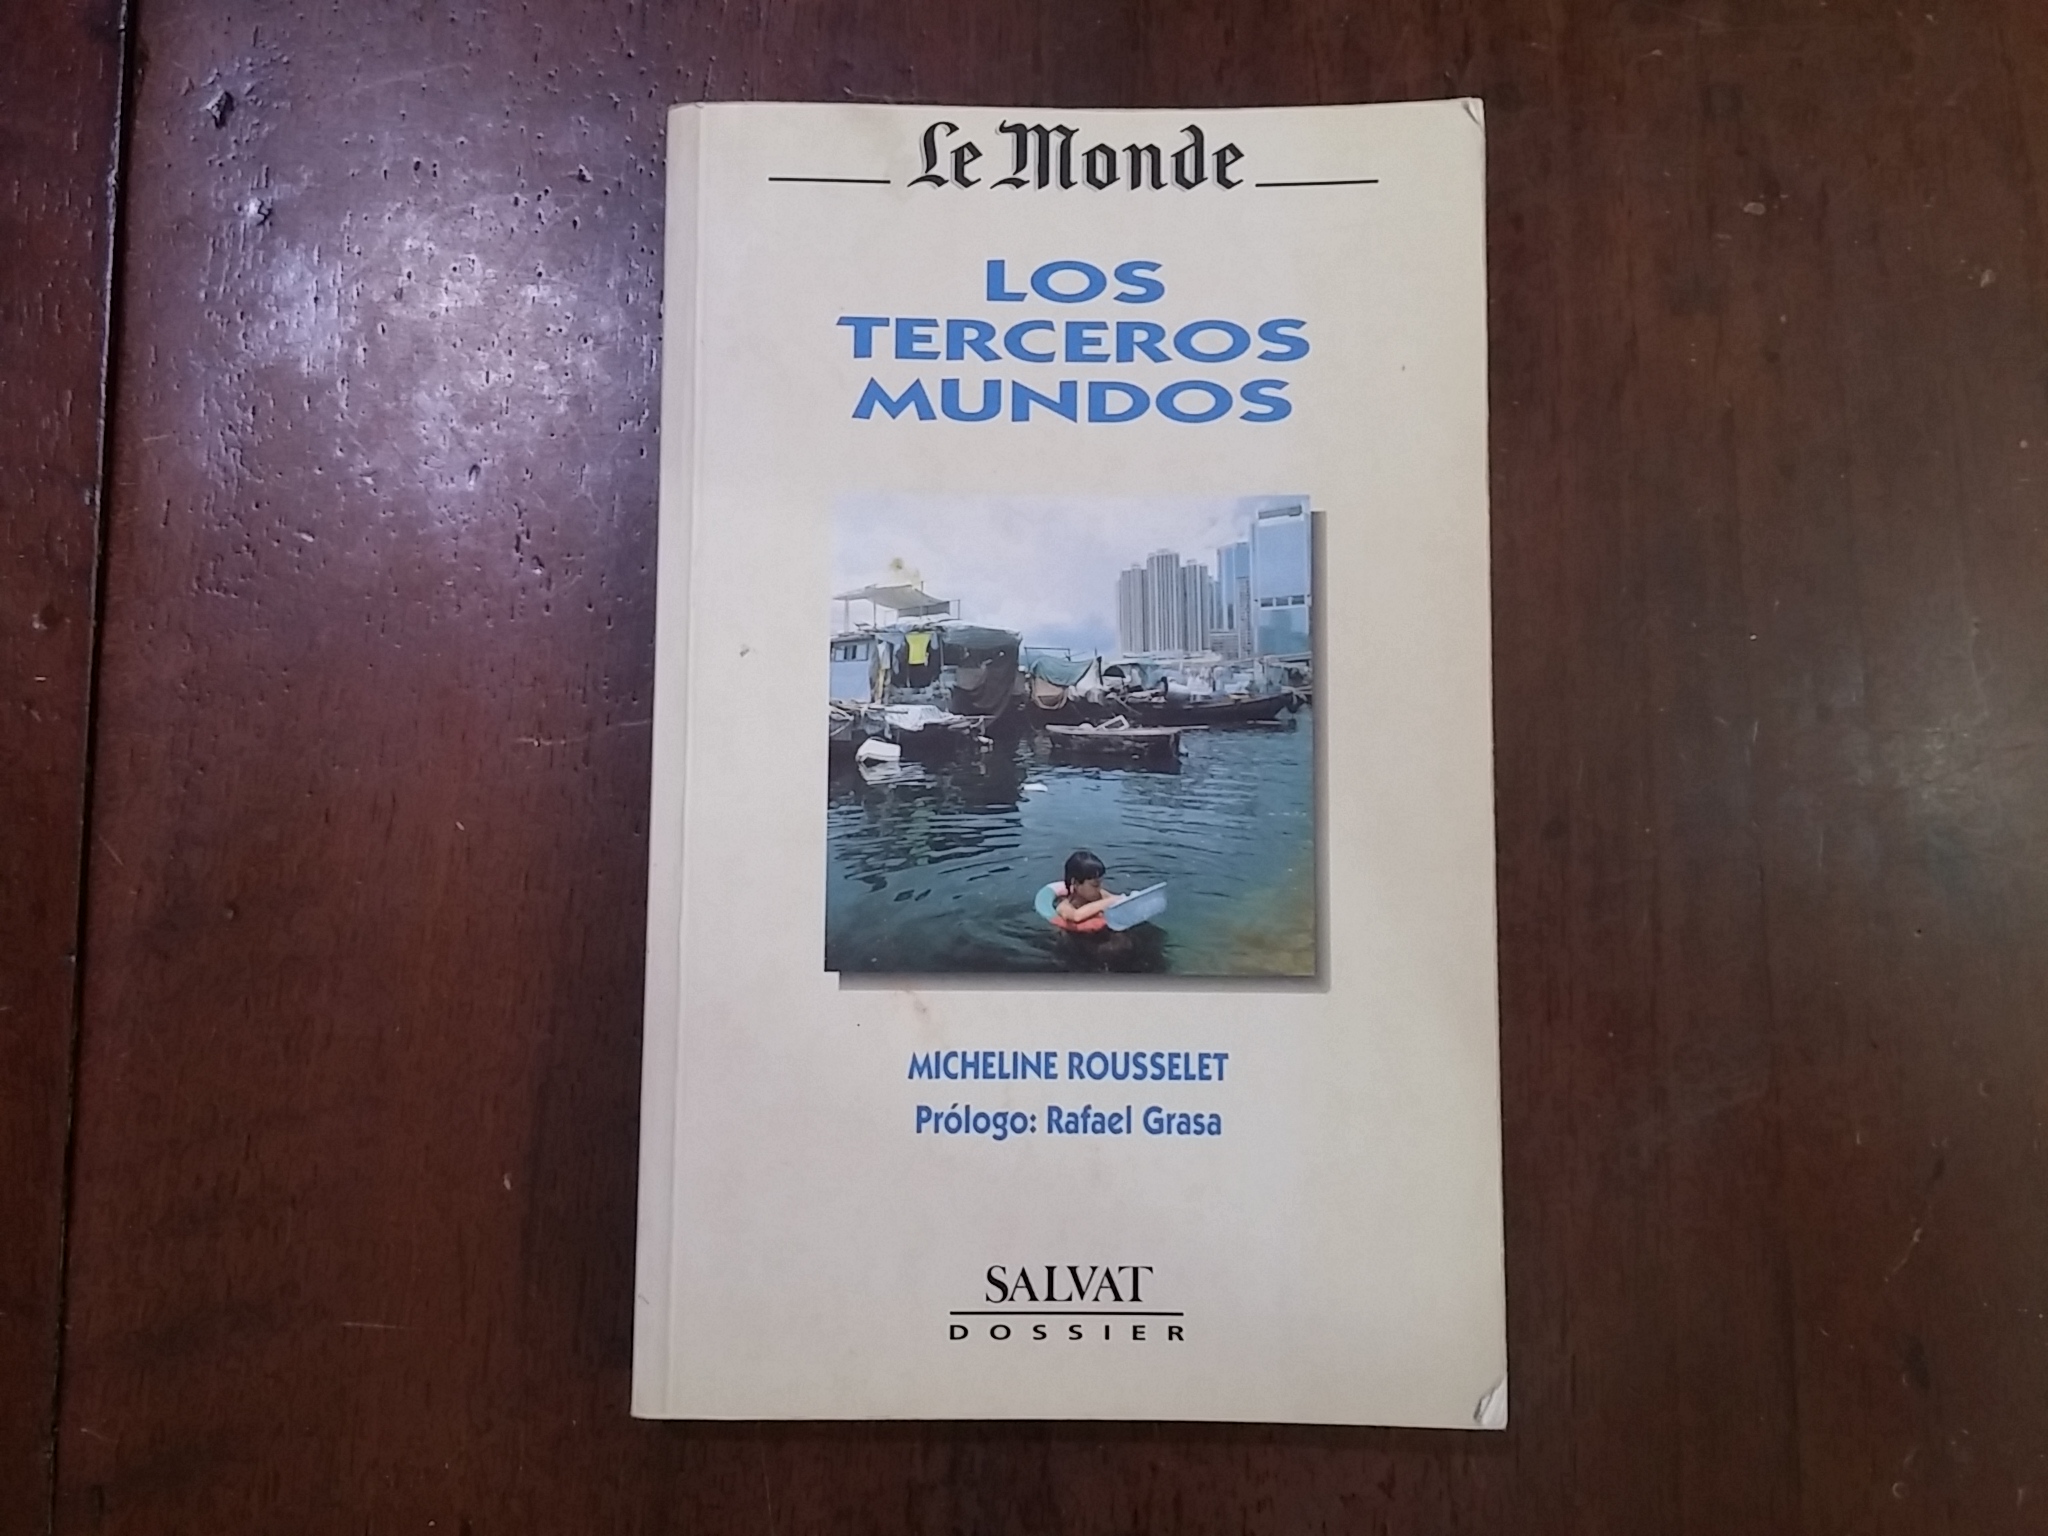 Le Monde
LOS
TERCEROS
MUNDOS
MICHELINE ROUSSELET
Prólogo: Rafael Grasa
SALVAT
DOSSIER